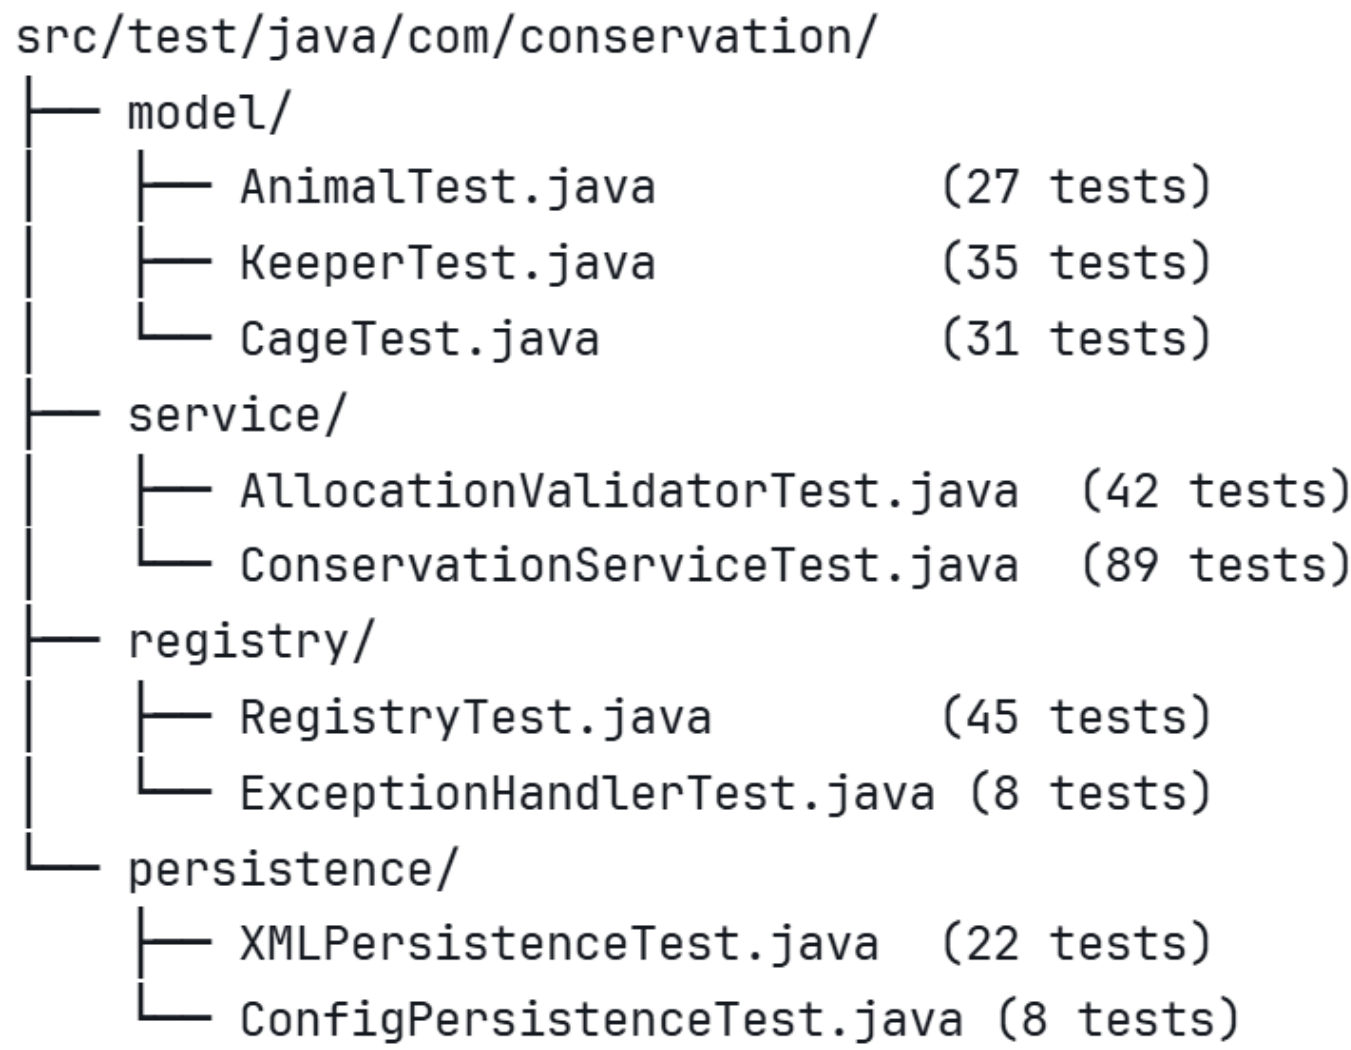 src/test/java/com/conservation/
├── model/
│   ├── AnimalTest.java          (27 tests)
│   ├── KeeperTest.java          (35 tests)
│   └── CageTest.java            (31 tests)
├── service/
│   ├── AllocationValidatorTest.java  (42 tests)
│   └── ConservationServiceTest.java  (89 tests)
├── registry/
│   ├── RegistryTest.java        (45 tests)
│   └── ExceptionHandlerTest.java (8 tests)
└── persistence/
    ├── XMLPersistenceTest.java  (22 tests)
    └── ConfigPersistenceTest.java (8 tests)